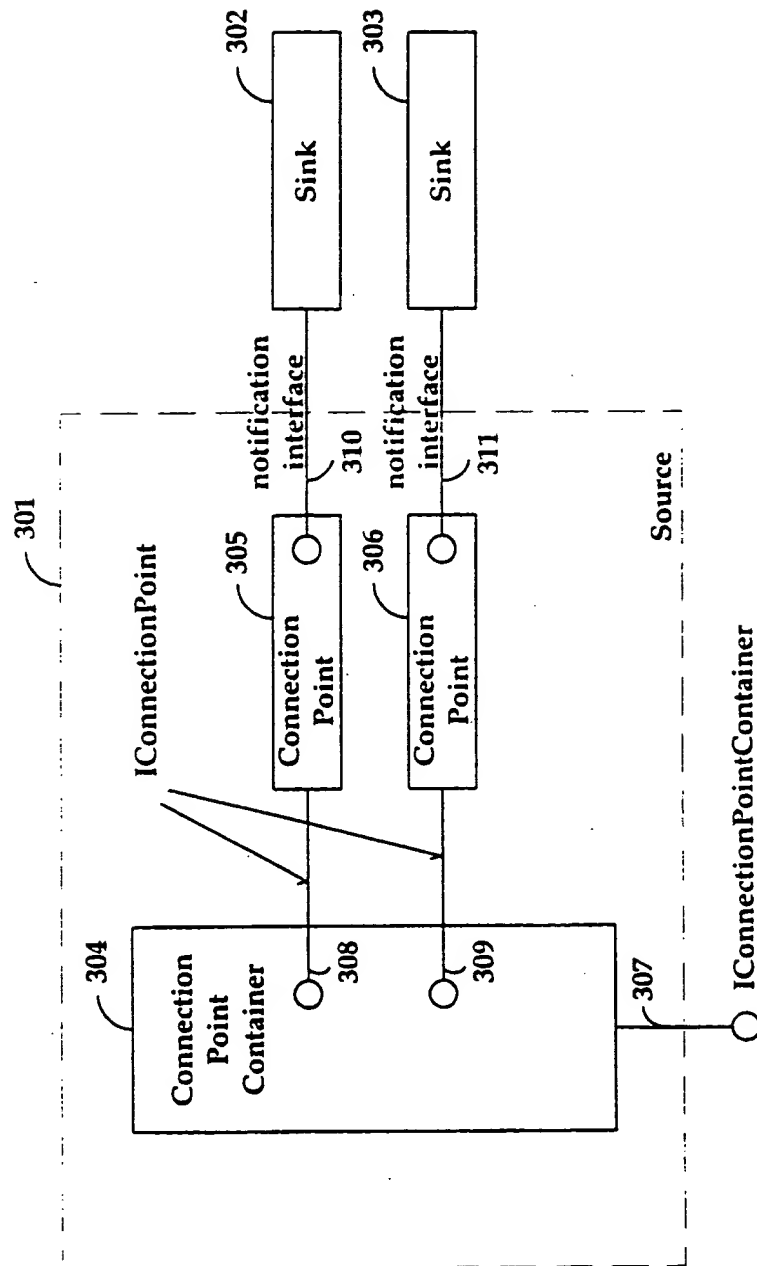 301
IConnectionPoint
304
Connection
Point
Container
308
309
305
Connection
Point
306
Connection
Point
notification
interface
310
notification
interface
311
302
Sink
303
Sink
Source
307
IConnectionPointContainer